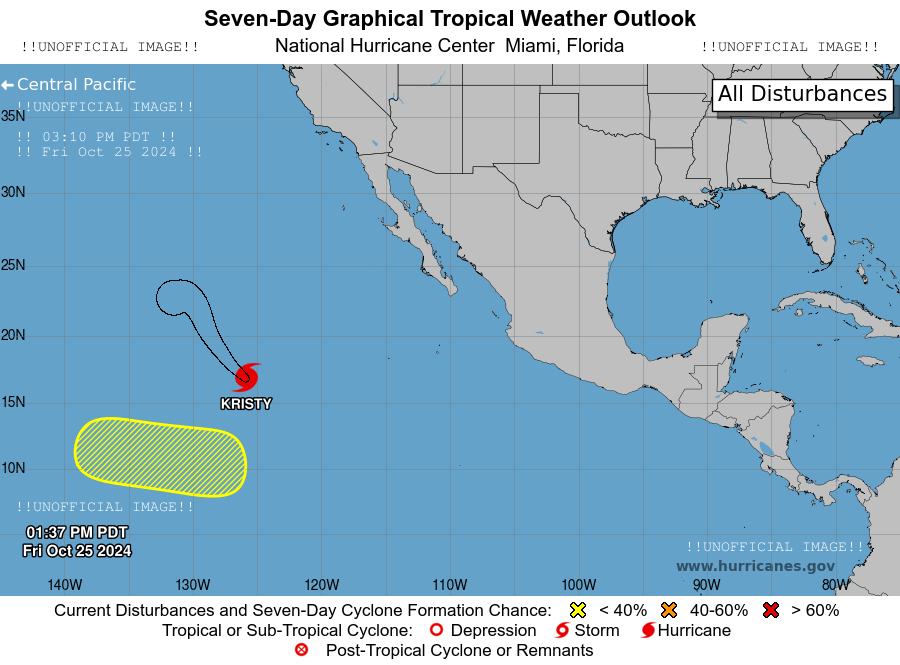 Seven-Day Graphical Tropical Weather Outlook
!!UNOFFICIAL IMAGE!! National Hurricane Center Miami, Florida !!UNOFFICIAL IMAGE!!
←Central Pacific
All Disturbances
!!UNOFFICIAL IMAGE!!
35N
!! 03:10 PM PDT !!
!! Fri Oct 25 2024 !!
30N
25N
20N
KRISTY
15N
10N
!!UNOFFICIAL IMAGE!!
01:37 PM PDT
Fri Oct 25 2024
!!UNOFFICIAL IMAGE!!
www.hurricanes.gov
140W 130W 120W 110W 100W 90W 80W
Current Disturbances and Seven-Day Cyclone Formation Chance: < 40% 40-60% > 60%
Tropical or Sub-Tropical Cyclone: Depression Storm Hurricane
Post-Tropical Cyclone or Remnants